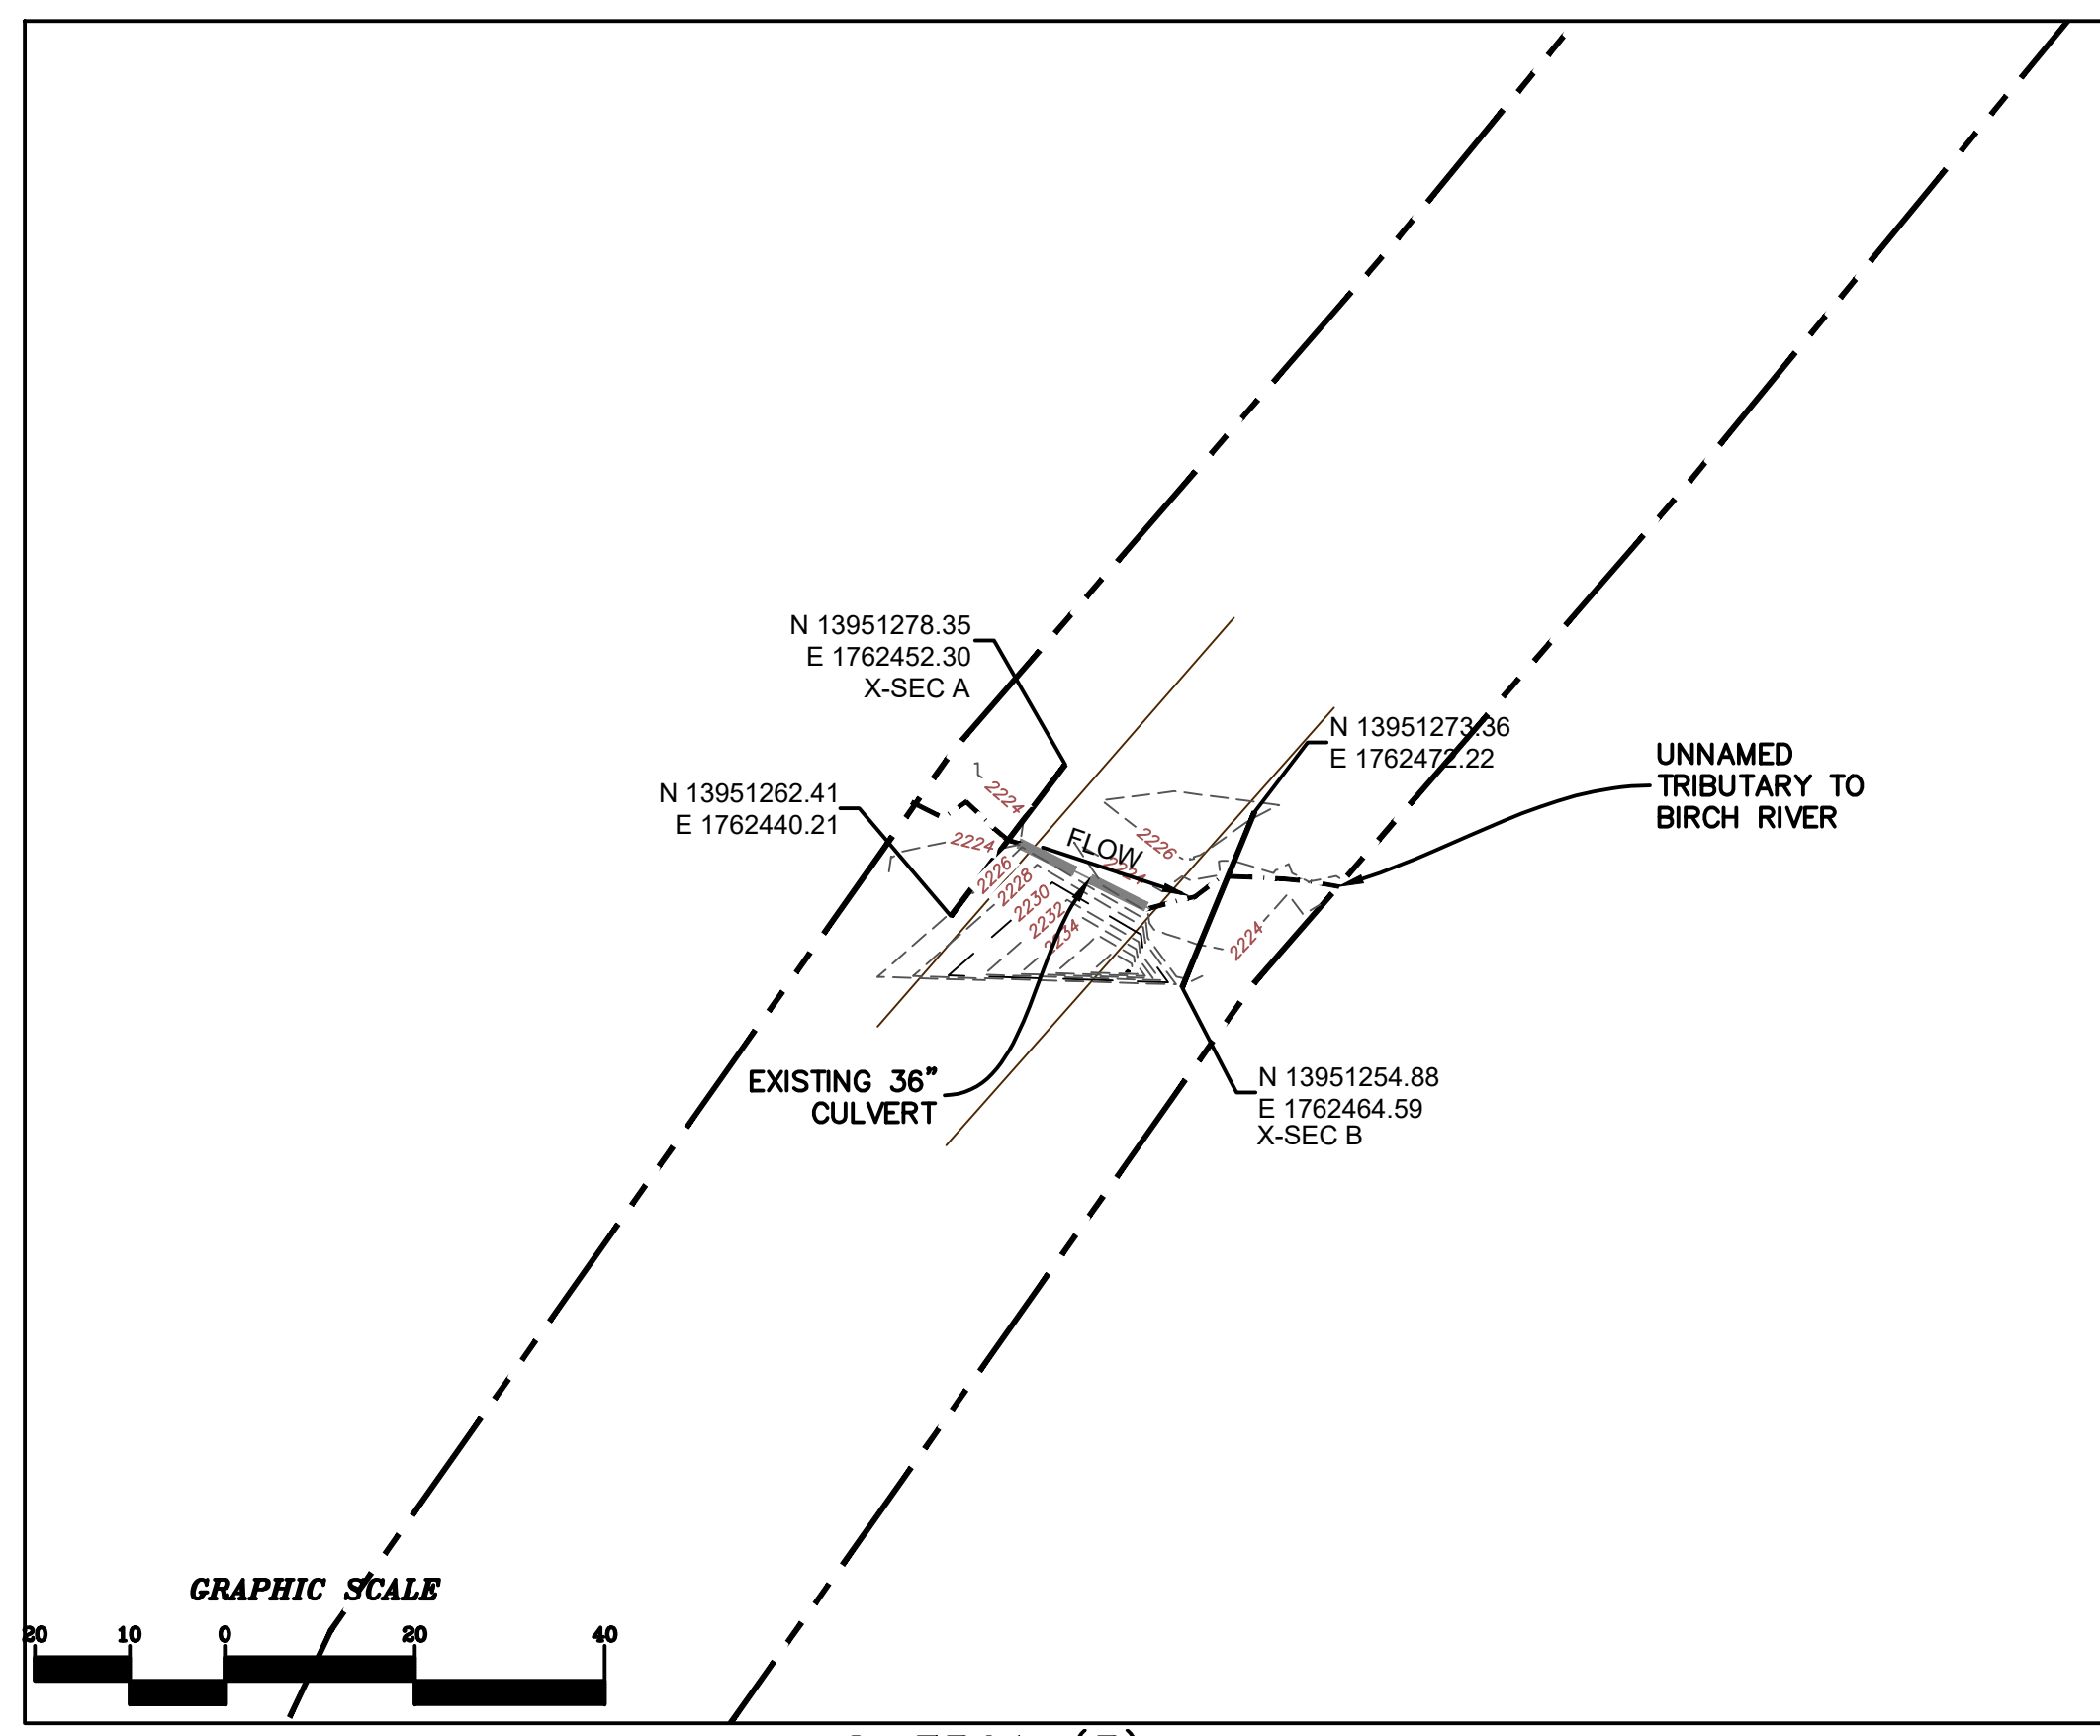 N 13951278.35
E 1762452.30
X-SEC A
N 13951273.36
E 1762472.22
UNNAMED
TRIBUTARY TO
BIRCH RIVER
N 13951262.41
E 1762440.21
2224
2224
FLOW
2226
2224
2226
2228
2230
2232
2234
2224
EXISTING 36"
CULVERT
N 13951254.88
E 1762464.59
X-SEC B
GRAPHIC SCALE
20 10 0 20 40